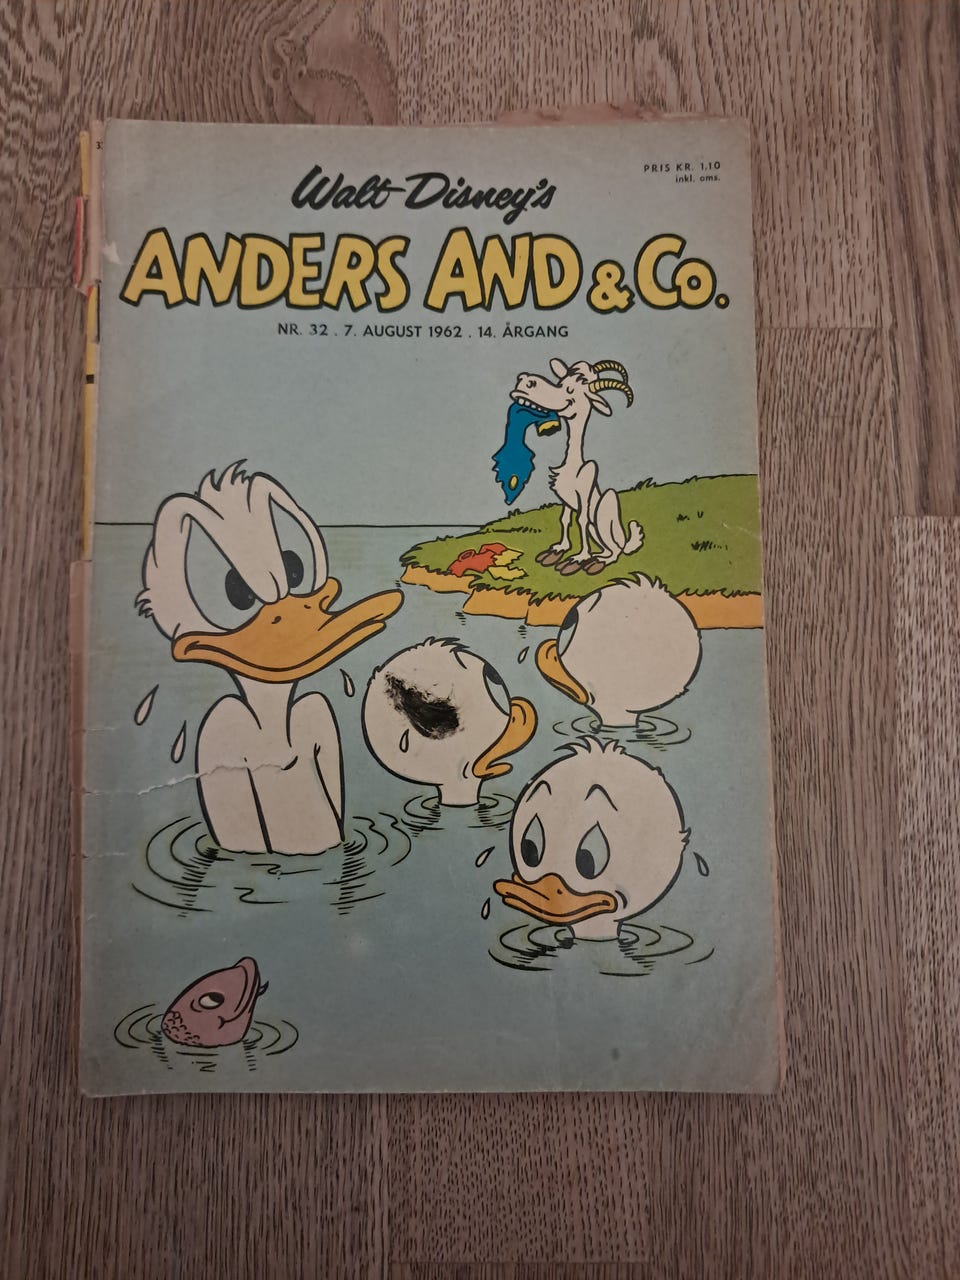 Walt Disney's
PRIS KR. 1.10
inkl. oms.
ANDERS AND & Co.
NR. 32 . 7. AUGUST 1962 . 14. ÅRGANG